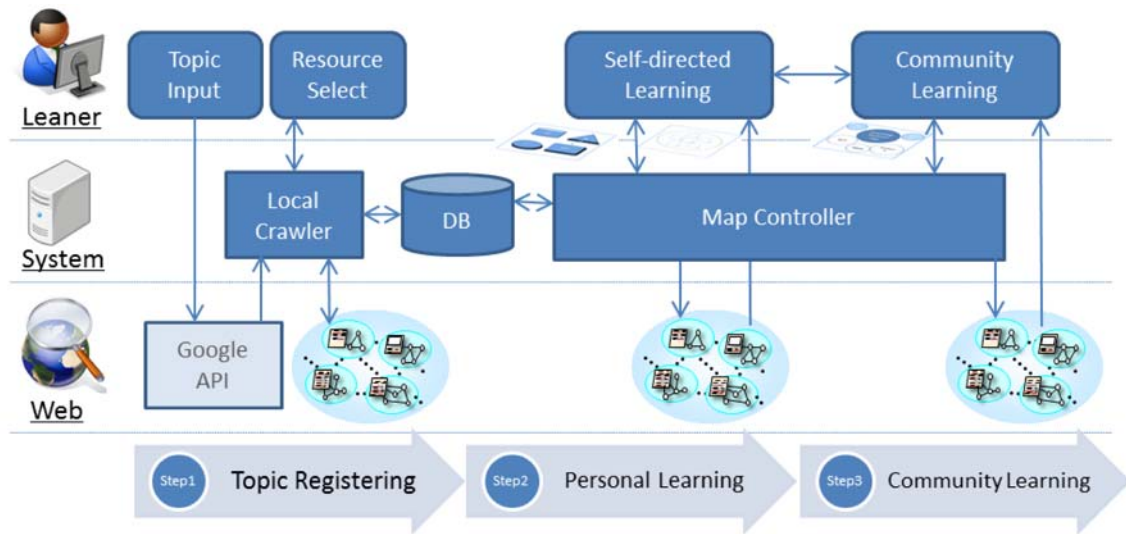 Topic
Input
Resource
Select
Self-directed
Learning
Community
Learning
Leaner
Local
Crawler
DB
Map Controller
System
Google
API
Web
Step1
Topic Registering
Step2
Personal Learning
Step3
Community Learning